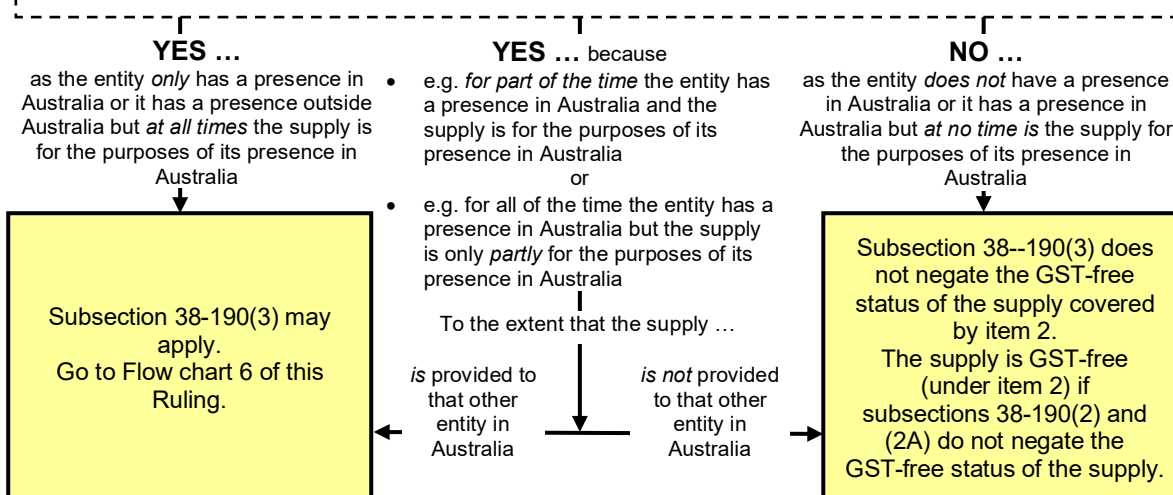 YES …
as the entity only has a presence in
Australia or it has a presence outside
Australia but at all times the supply is
for the purposes of its presence in
Australia
YES … because
• e.g. for part of the time the entity has
a presence in Australia and the
supply is for the purposes of its
presence in Australia
or
• e.g. for all of the time the entity has a
presence in Australia but the supply
is only partly for the purposes of its
presence in Australia
To the extent that the supply …
is provided to
that other
entity in
Australia
is not provided
to that other
entity in
Australia
NO …
as the entity does not have a presence
in Australia or it has a presence in
Australia but at no time is the supply for
the purposes of its presence in
Australia
Subsection 38-190(3) may
apply.
Go to Flow chart 6 of this
Ruling.
Subsection 38--190(3) does
not negate the GST-free
status of the supply covered
by item 2.
The supply is GST-free
(under item 2) if
subsections 38-190(2) and
(2A) do not negate the
GST-free status of the supply.